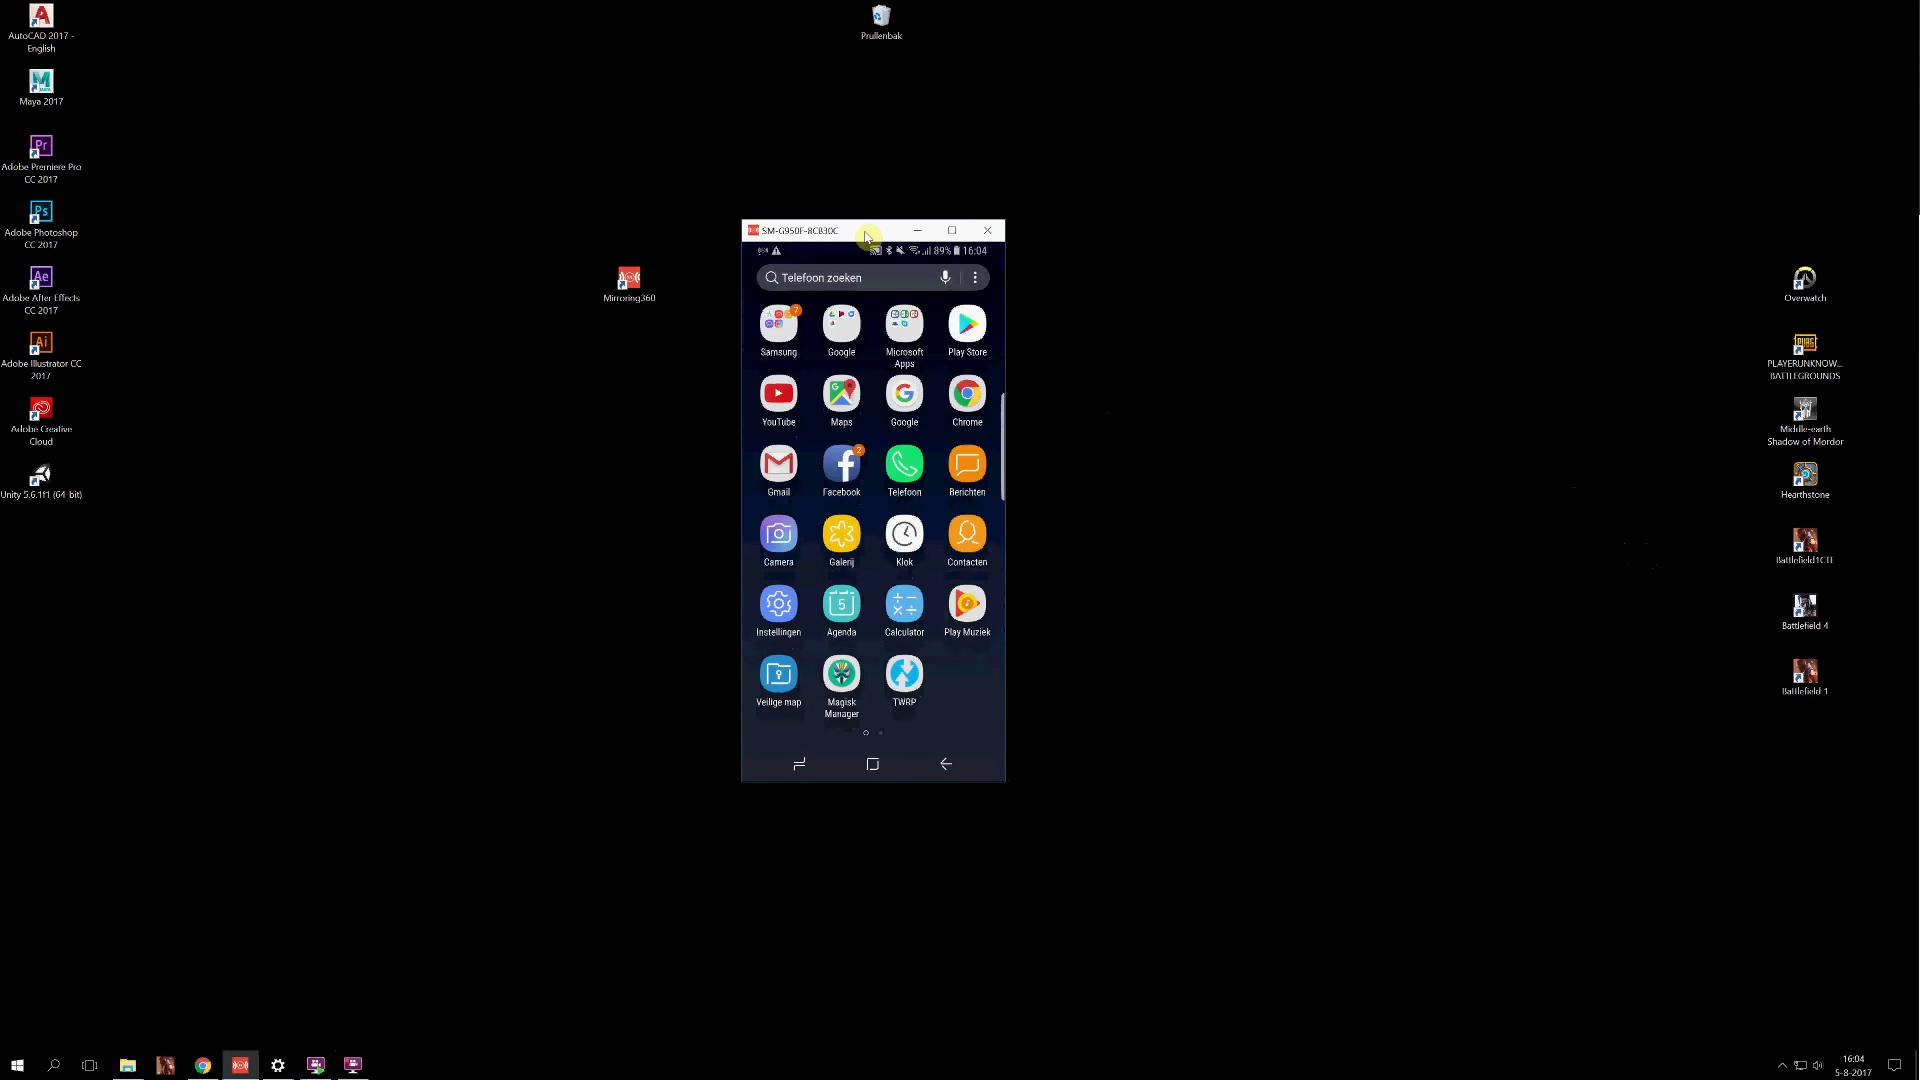 AutoCAD 2017 -
English
Maya 2017
Adobe Premiere Pro
CC 2017
Adobe Photoshop
CC 2017
Adobe After Effects
CC 2017
Adobe Illustrator CC
2017
Adobe Creative
Cloud
Unity 5.6.1f1 (64-bit)
Prullenbak
Mirroring360
SM-G950F-8CB30C
89% 16:04
Telefoon zoeken
7
Samsung
Google
Microsoft
Apps
Play Store
YouTube
Maps
Google
Chrome
2
Gmail
Facebook
Telefoon
Berichten
Camera
Galerij
Klok
Contacten
5
Instellingen
Agenda
Calculator
Play Muziek
Veilige map
Magisk
Manager
TWRP
Overwatch
PLAYERUNKNOW...
BATTLEGROUNDS
Middle-earth
Shadow of Mordor
Hearthstone
Battlefield1CTE
Battlefield 4
Battlefield 1
16:04
5-8-2017